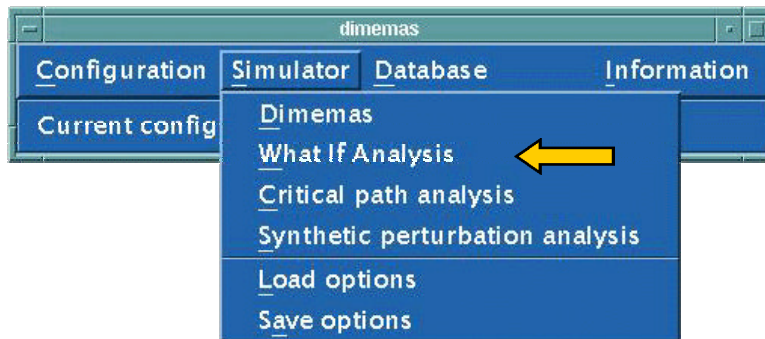 dimemas
Configuration Simulator Database Information
Current config
Dimemas
What If Analysis
Critical path analysis
Synthetic perturbation analysis
Load options
Save options